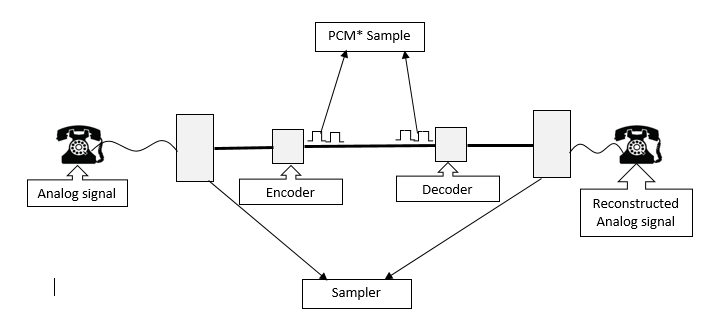 PCM* Sample
Analog signal
Encoder
Decoder
Reconstructed
Analog signal
Sampler